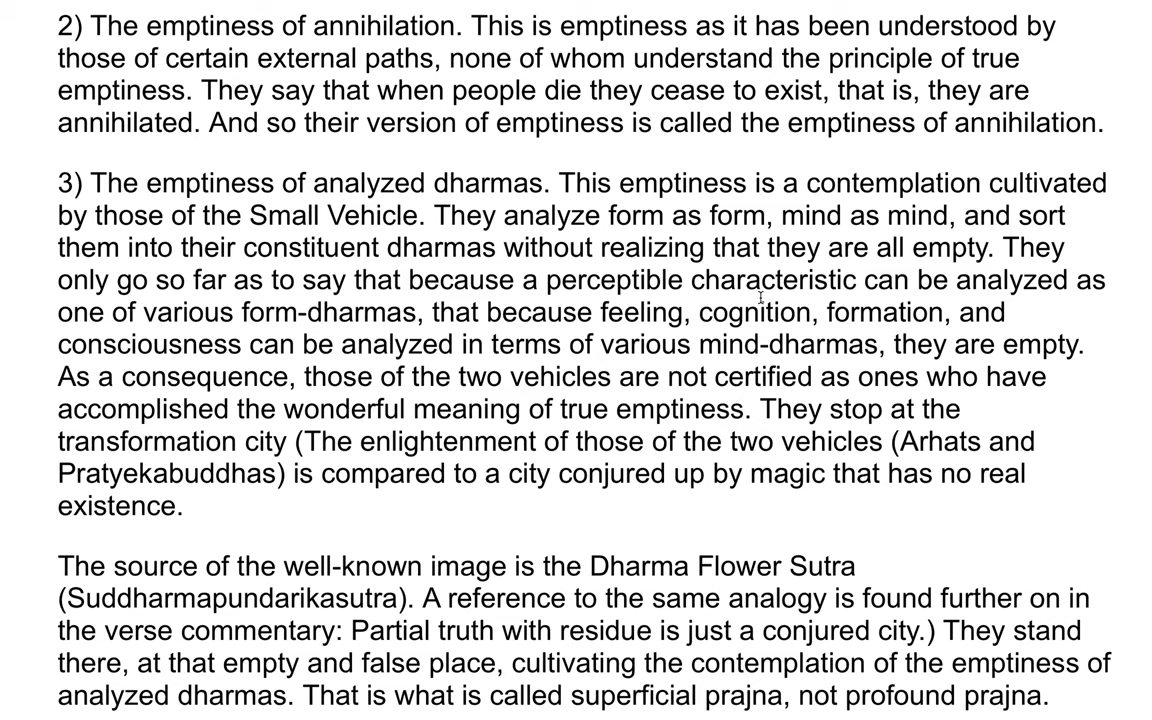 2) The emptiness of annihilation. This is emptiness as it has been understood by
those of certain external paths, none of whom understand the principle of true
emptiness. They say that when people die they cease to exist, that is, they are
annihilated. And so their version of emptiness is called the emptiness of annihilation.
3) The emptiness of analyzed dharmas. This emptiness is a contemplation cultivated
by those of the Small Vehicle. They analyze form as form, mind as mind, and sort
them into their constituent dharmas without realizing that they are all empty. They
only go so far as to say that because a perceptible characteristic can be analyzed as
one of various form-dharmas, that because feeling, cognition, formation, and
consciousness can be analyzed in terms of various mind-dharmas, they are empty.
As a consequence, those of the two vehicles are not certified as ones who have
accomplished the wonderful meaning of true emptiness. They stop at the
transformation city (The enlightenment of those of the two vehicles (Arhats and
Pratyekabuddhas) is compared to a city conjured up by magic that has no real
existence.
The source of the well-known image is the Dharma Flower Sutra
(Suddharmapundarikasutra). A reference to the same analogy is found further on in
the verse commentary: Partial truth with residue is just a conjured city.) They stand
there, at that empty and false place, cultivating the contemplation of the emptiness of
analyzed dharmas. That is what is called superficial prajna, not profound prajna.